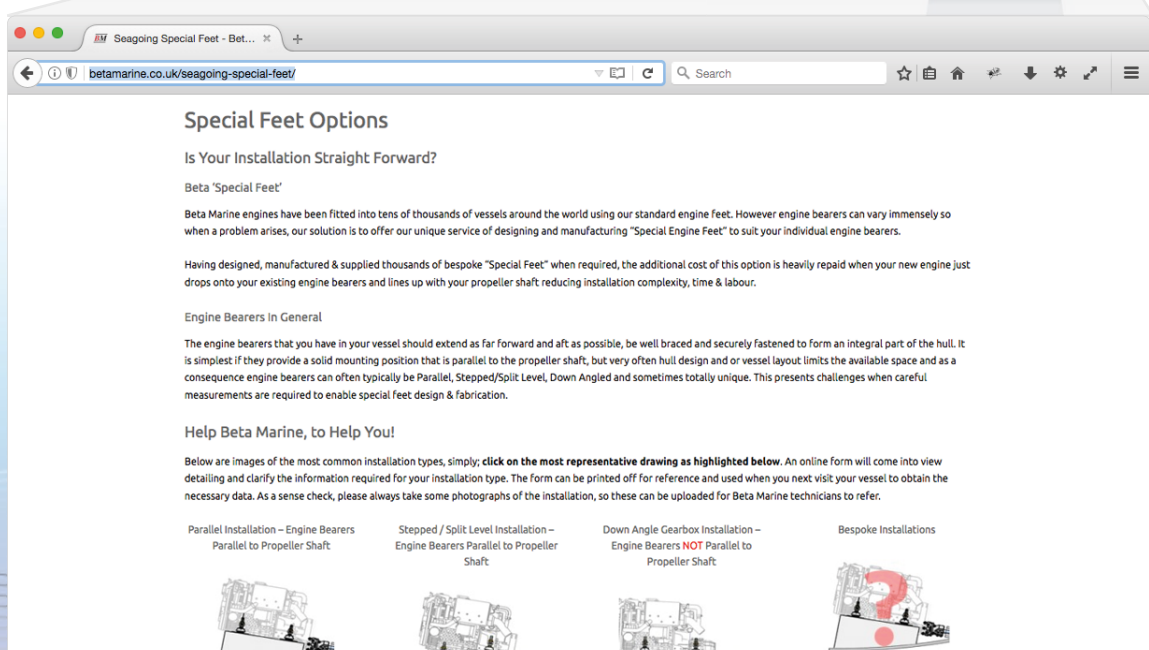 BM Seagoing Special Feet - Bet... × +
betamarine.co.uk/seagoing-special-feet/ Search
Special Feet Options
Is Your Installation Straight Forward?
Beta ‘Special Feet’
Beta Marine engines have been fitted into tens of thousands of vessels around the world using our standard engine feet. However engine bearers can vary immensely so
when a problem arises, our solution is to offer our unique service of designing and manufacturing “Special Engine Feet” to suit your individual engine bearers.
Having designed, manufactured & supplied thousands of bespoke “Special Feet” when required, the additional cost of this option is heavily repaid when your new engine just
drops onto your existing engine bearers and lines up with your propeller shaft reducing installation complexity, time & labour.
Engine Bearers In General
The engine bearers that you have in your vessel should extend as far forward and aft as possible, be well braced and securely fastened to form an integral part of the hull. It
is simplest if they provide a solid mounting position that is parallel to the propeller shaft, but very often hull design and or vessel layout limits the available space and as a
consequence engine bearers can often typically be Parallel, Stepped/Split Level, Down Angled and sometimes totally unique. This presents challenges when careful
measurements are required to enable special feet design & fabrication.
Help Beta Marine, to Help You!
Below are images of the most common installation types, simply; click on the most representative drawing as highlighted below. An online form will come into view
detailing and clarify the information required for your installation type. The form can be printed off for reference and used when you next visit your vessel to obtain the
necessary data. As a sense check, please always take some photographs of the installation, so these can be uploaded for Beta Marine technicians to refer.
Parallel Installation – Engine Bearers
Parallel to Propeller Shaft
Stepped / Split Level Installation –
Engine Bearers Parallel to Propeller
Shaft
Down Angle Gearbox Installation –
Engine Bearers NOT Parallel to
Propeller Shaft
Bespoke Installations
?